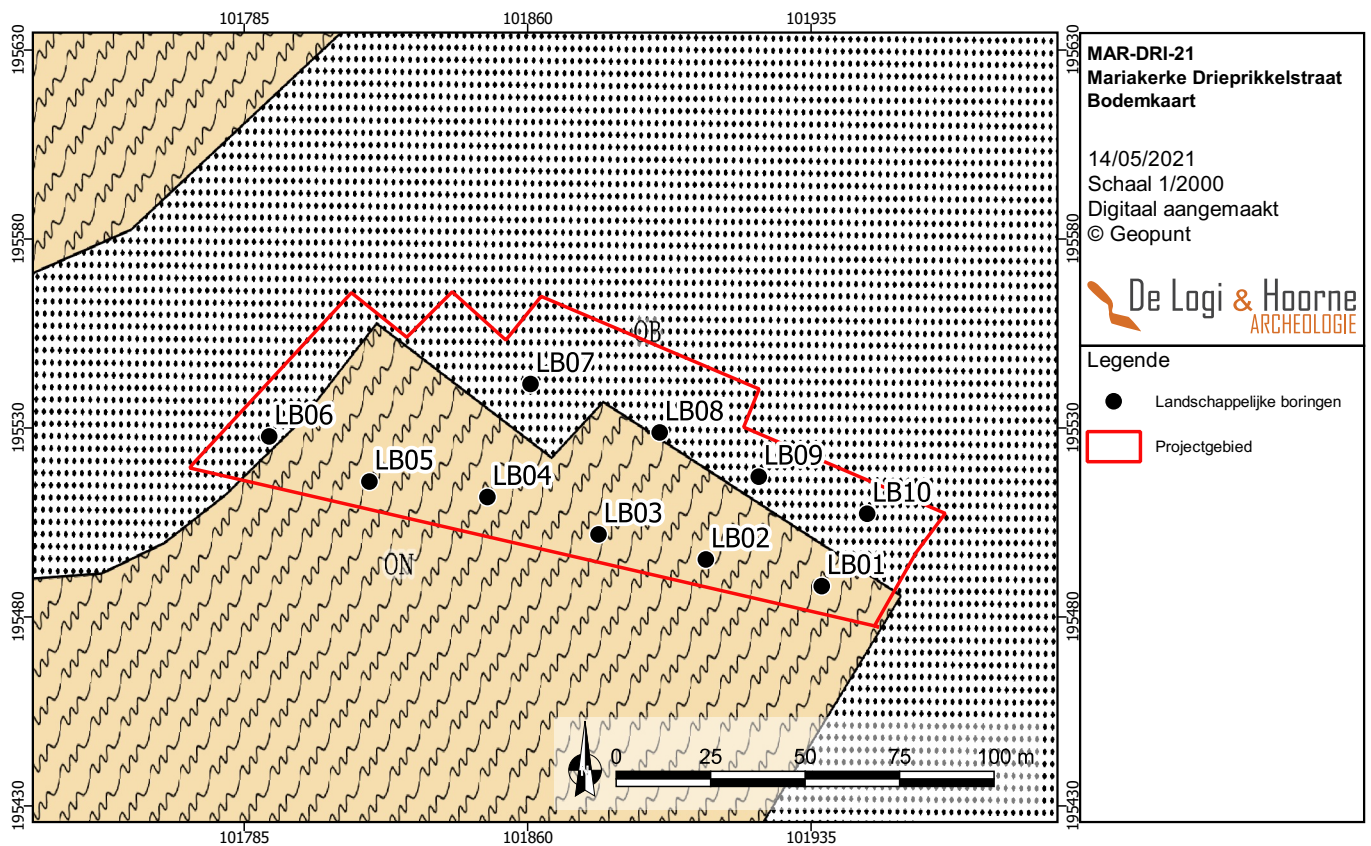 101785
101860
101935
195630
195630
195580
195580
195530
195530
195480
195480
195430
195430
OB
LB07
LB06
LB08
LB05
LB04
LB09
LB10
LB03
LB02
LB01
ON
0 25 50 75 100 m
101785
101860
101935
MAR-DRI-21
Mariakerke Drieprikkelstraat
Bodemkaart
14/05/2021
Schaal 1/2000
Digitaal aangemaakt
© Geopunt
De Logi & Hoorne
ARCHEOLOGIE
Legende
Landschappelijke boringen
Projectgebied